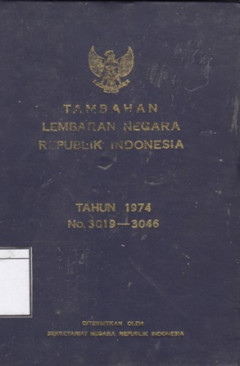 TAMBAHAN
LEMBARAN NEGARA
REPUBLIK INDONESIA
TAHUN 1974
No. 3019—3046
DITERBITKAN OLEH
SEKRETARIAT NEGARA REPUBLIK INDONESIA